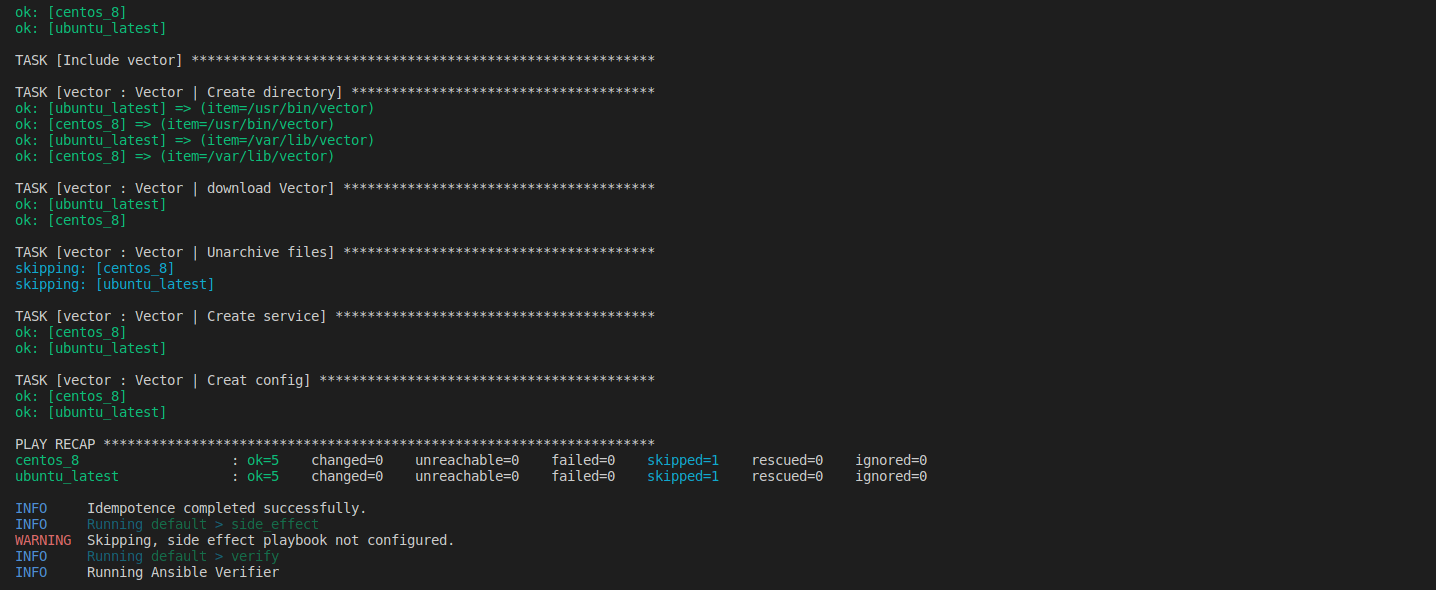 ok: [centos_8]
ok: [ubuntu_latest]
TASK [Include vector] **********************************************************
TASK [vector : Vector | Create directory] **************************************
ok: [ubuntu_latest] => (item=/usr/bin/vector)
ok: [centos_8] => (item=/usr/bin/vector)
ok: [ubuntu_latest] => (item=/var/lib/vector)
ok: [centos_8] => (item=/var/lib/vector)
TASK [vector : Vector | download Vector] ***************************************
ok: [ubuntu_latest]
ok: [centos_8]
TASK [vector : Vector | Unarchive files] ***************************************
skipping: [centos_8]
skipping: [ubuntu_latest]
TASK [vector : Vector | Create service] ****************************************
ok: [centos_8]
ok: [ubuntu_latest]
TASK [vector : Vector | Creat config] ******************************************
ok: [centos_8]
ok: [ubuntu_latest]
PLAY RECAP *********************************************************************
centos_8                   : ok=5    changed=0    unreachable=0    failed=0    skipped=1    rescued=0    ignored=0
ubuntu_latest              : ok=5    changed=0    unreachable=0    failed=0    skipped=1    rescued=0    ignored=0
INFO     Idempotence completed successfully.
INFO     Running default > side_effect
WARNING  Skipping, side effect playbook not configured.
INFO     Running default > verify
INFO     Running Ansible Verifier